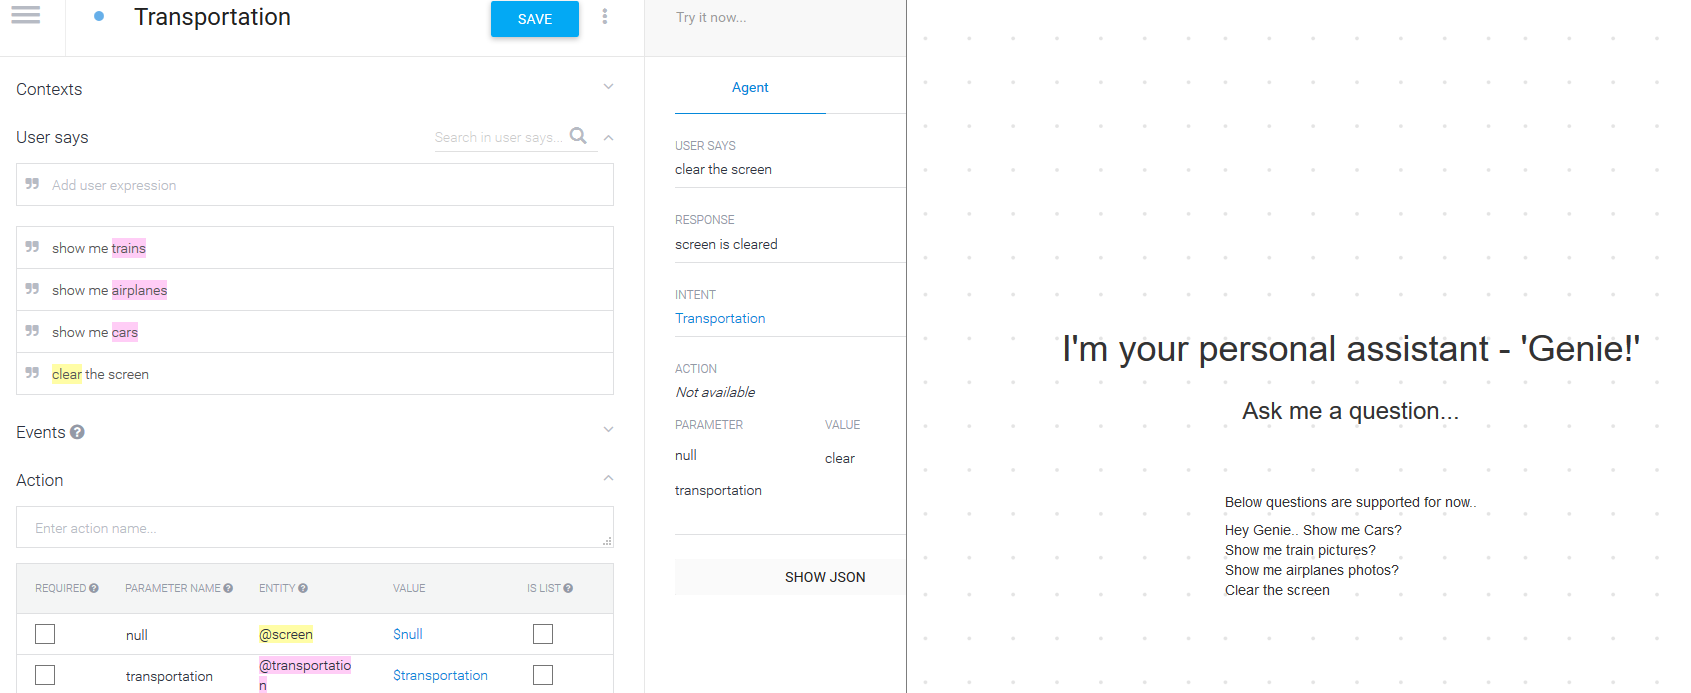 Transportation
SAVE
Contexts
User says
Search in user says...
Add user expression
show me trains
show me airplanes
show me cars
clear the screen
Events
Action
Enter action name...
REQUIRED PARAMETER NAME ENTITY VALUE IS LIST
null @screen $null
transportation @transportatio
n $transportation
Try it now...
Agent
USER SAYS
clear the screen
RESPONSE
screen is cleared
INTENT
Transportation
ACTION
Not available
PARAMETER VALUE
null clear
transportation
SHOW JSON
I'm your personal assistant - 'Genie!'
Ask me a question...
Below questions are supported for now..
Hey Genie.. Show me Cars?
Show me train pictures?
Show me airplanes photos?
Clear the screen